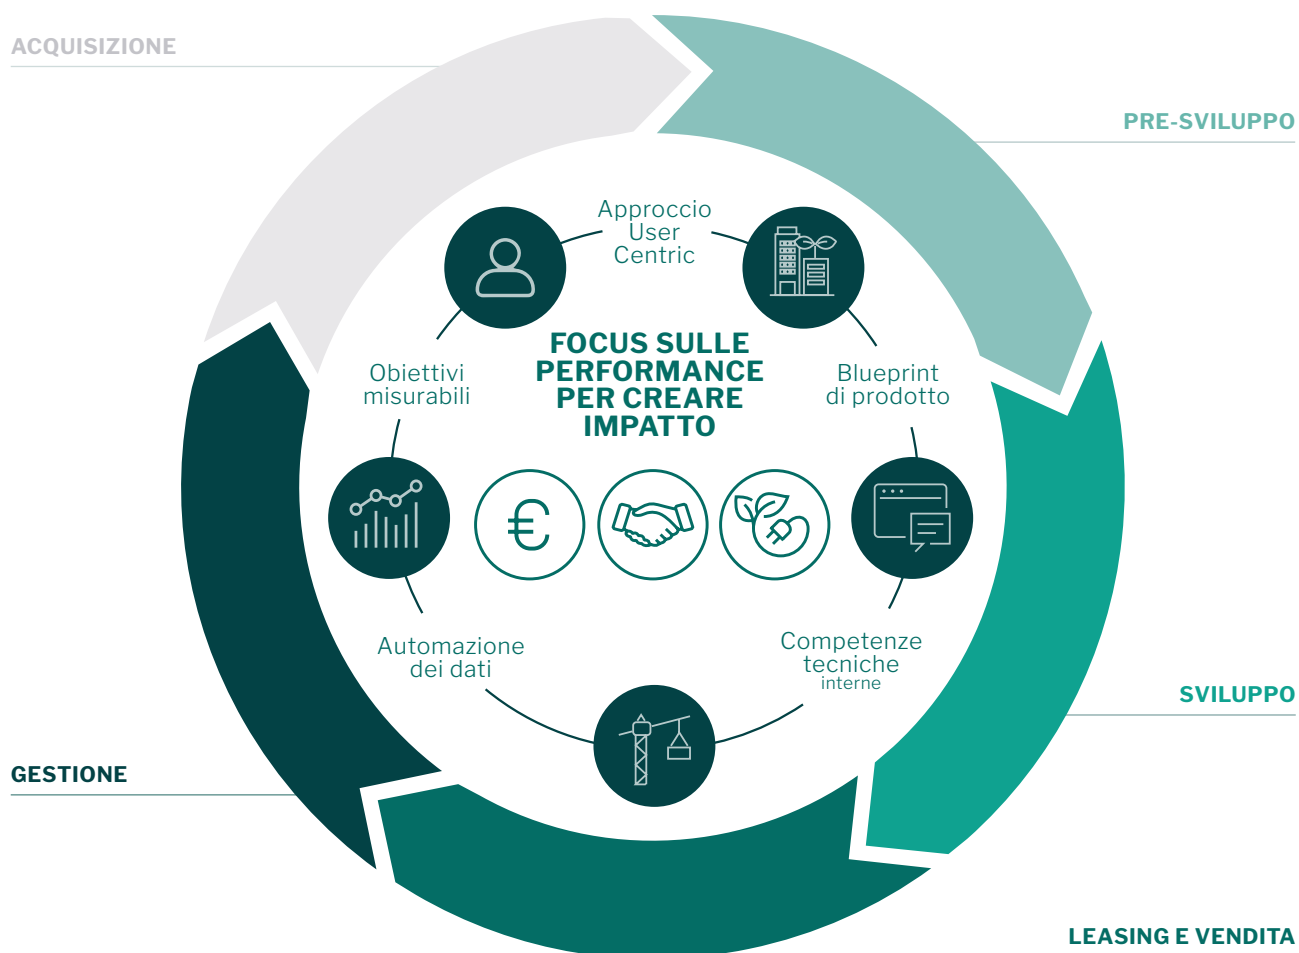 ACQUISIZIONE
PRE-SVILUPPO
Approccio
User
Centric
FOCUS SULLE
PERFORMANCE
PER CREARE
IMPATTO
Obiettivi
misurabili
Blueprint
di prodotto
€
Automazione
dei dati
Competenze
tecniche
interne
SVILUPPO
GESTIONE
LEASING E VENDITA